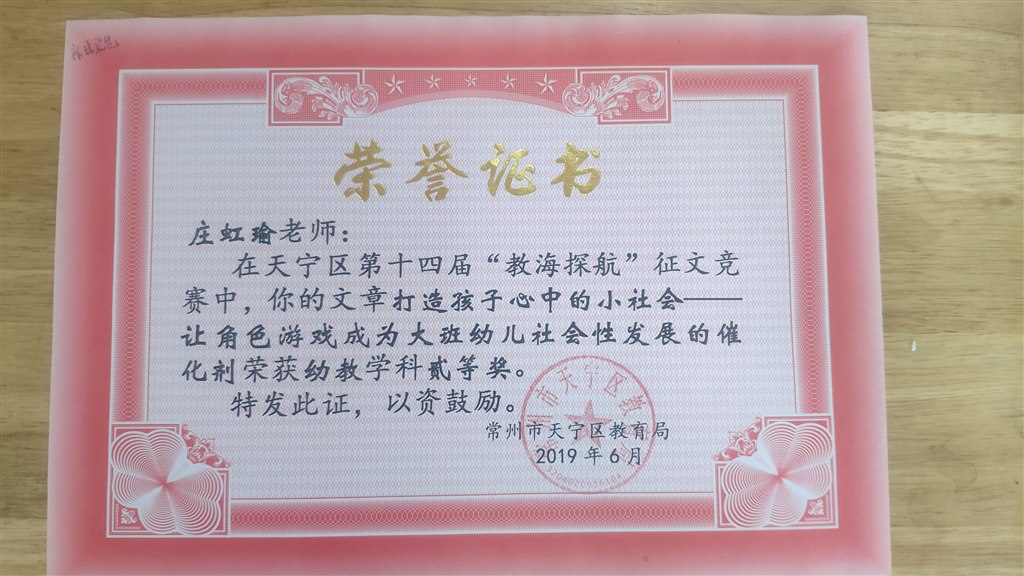 荣誉证书
庄虹瑜老师：
在天宁区第十四届“教海探航”征文竞
赛中，你的文章打造孩子心中的小社会——
让角色游戏成为大班幼儿社会性发展的催
化剂荣获幼教学科贰等奖。
特发此证，以资鼓励。
常州市天宁区教育局
2019 年 6 月